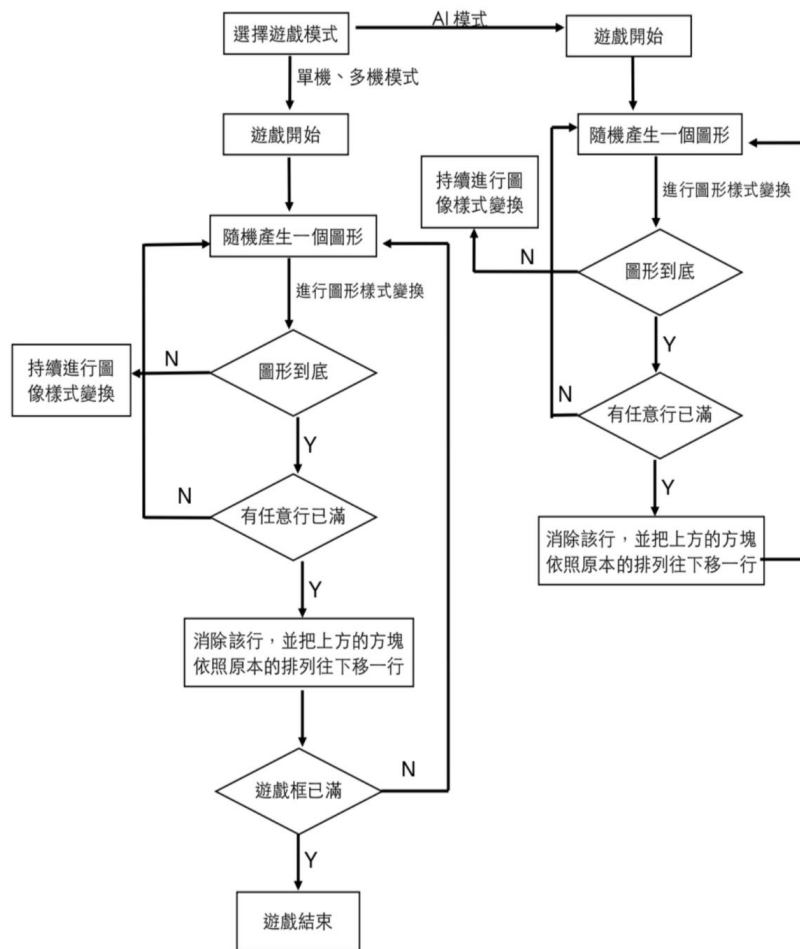 選擇遊戲模式
AI 模式
遊戲開始
單機、多機模式
遊戲開始
隨機產生一個圖形
進行圖形樣式變換
圖形到底
N
持續進行圖
像樣式變換
Y
有任意行已滿
N
Y
消除該行，並把上方的方塊
依照原本的排列往下移一行
遊戲框已滿
N
Y
遊戲結束
隨機產生一個圖形
進行圖形樣式變換
持續進行圖
像樣式變換
N
圖形到底
Y
N
有任意行已滿
Y
消除該行，並把上方的方塊
依照原本的排列往下移一行